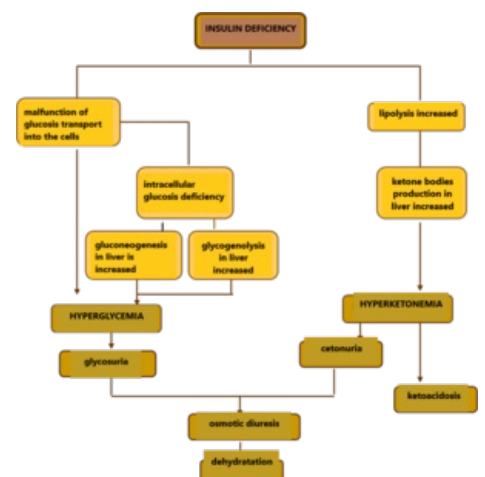 INSULIN DEFICIENCY
malfunction of
glucosis transport
into the cells
lipolysis increased
intracellular
glucosis deficiency
ketone bodies
production in
liver increased
gluconeogenesis
in liver is
increased
glycogenolysis
in liver
increased
HYPERGLYCEMIA
HYPERKETONEMIA
glycosuria
cetonuria
ketoacidosis
osmotic diuresis
dehydratation